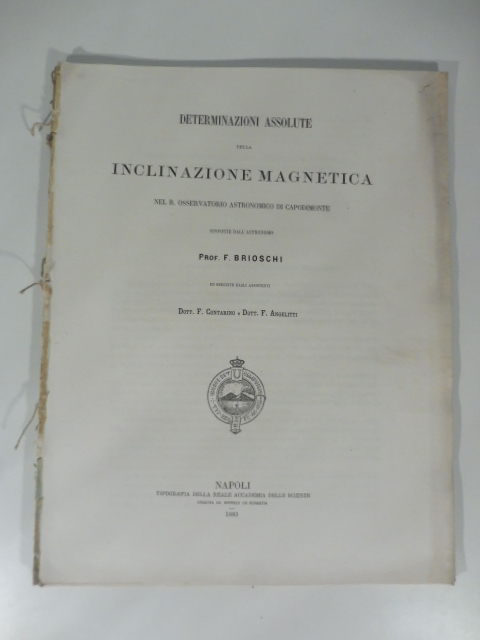 DETERMINAZIONI ASSOLUTE
DELLA
INCLINAZIONE MAGNETICA
NEL R. OSSERVATORIO ASTRONOMICO DI CAPODIMONTE
DALL'ASTRONOMO
PROF. F. BRIOSCHI
ED ESEGUITE DAGLI ASSISTENTI
DOTT. F. CONTARINO E DOTT. F. ANGELITTI
NAPOLI
TIPOGRAFIA DELLA REALE ACCADEMIA DELLE SCIENZE